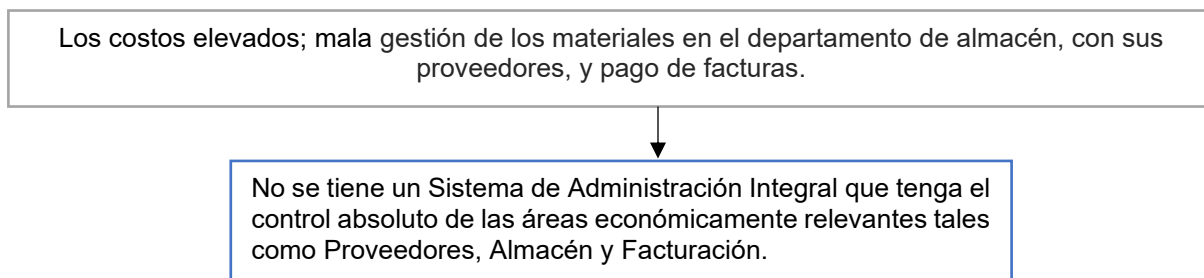 Los costos elevados; mala gestión de los materiales en el departamento de almacén, con sus
proveedores, y pago de facturas.
No se tiene un Sistema de Administración Integral que tenga el
control absoluto de las áreas económicamente relevantes tales
como Proveedores, Almacén y Facturación.